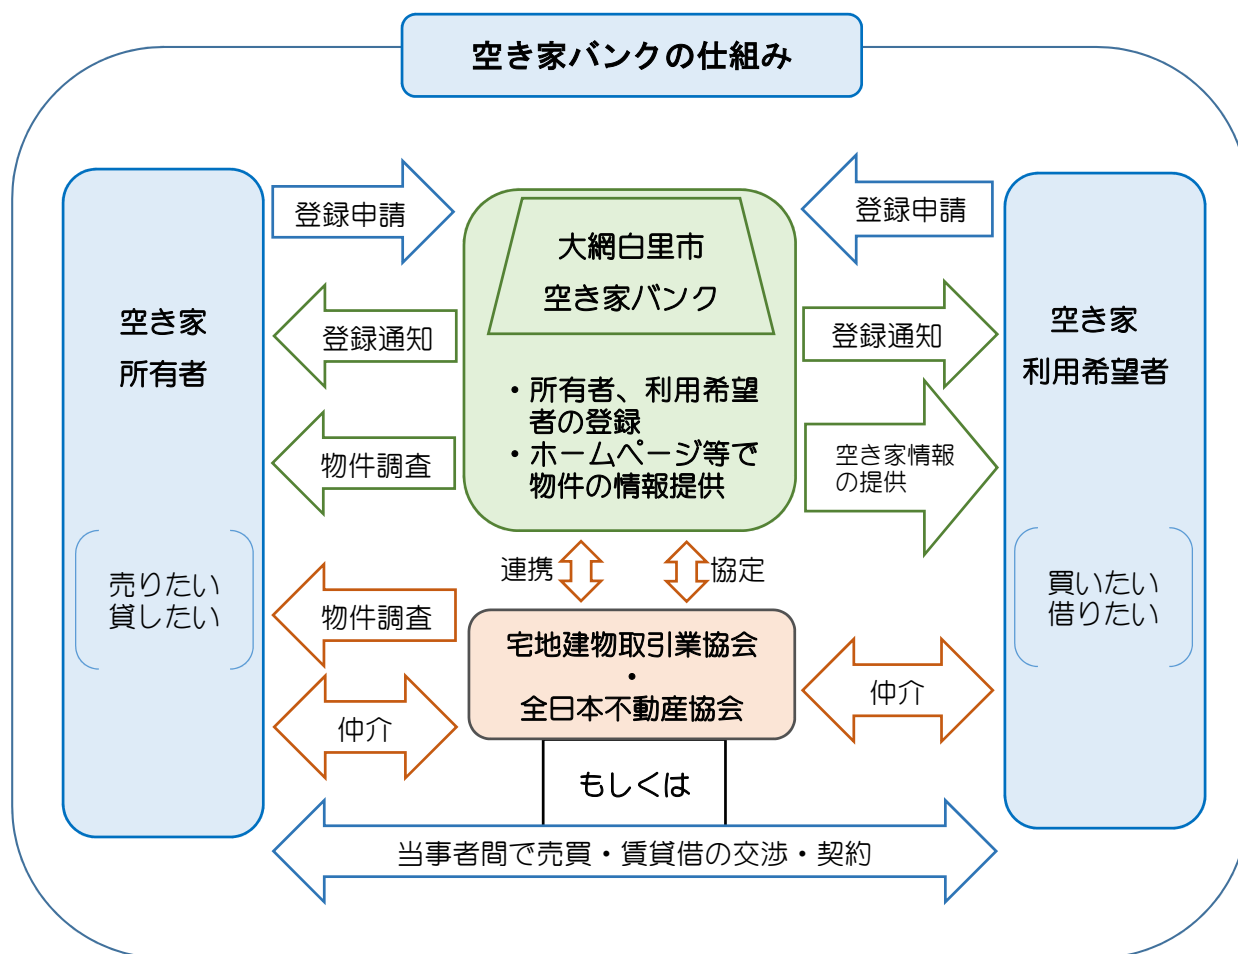 空き家バンクの仕組み
空き家
所有者
売りたい
貸したい
登録申請
登録通知
物件調査
物件調査
仲介
大網白里市
空き家バンク
・所有者、利用希望
者の登録
・ホームページ等で
物件の情報提供
連携
協定
宅地建物取引業協会
・
全日本不動産協会
もしくは
当事者間で売買・賃貸借の交渉・契約
登録申請
登録通知
空き家情報
の提供
仲介
空き家
利用希望者
買いたい
借りたい